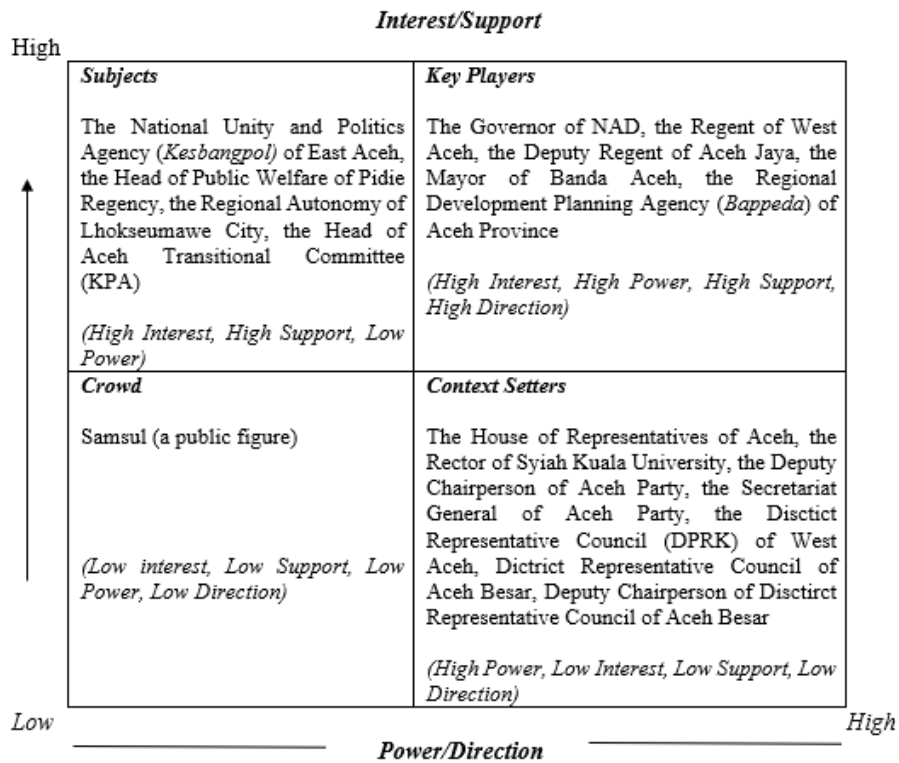 Interest/Support
High
Subjects
The National Unity and Politics
Agency (Kesbangpol) of East Aceh,
the Head of Public Welfare of Pidie
Regency, the Regional Autonomy of
Lhokseumawe City, the Head of
Aceh Transitional Committee
(KPA)
(High Interest, High Support, Low
Power)
Key Players
The Governor of NAD, the Regent of West
Aceh, the Deputy Regent of Aceh Jaya, the
Mayor of Banda Aceh, the Regional
Development Planning Agency (Bappeda) of
Aceh Province
(High Interest, High Power, High Support,
High Direction)
Crowd
Samsul (a public figure)
(Low interest, Low Support, Low
Power, Low Direction)
Context Setters
The House of Representatives of Aceh, the
Rector of Syiah Kuala University, the Deputy
Chairperson of Aceh Party, the Secretariat
General of Aceh Party, the Disctict
Representative Council (DPRK) of West
Aceh, Dictrict Representative Council of
Aceh Besar, Deputy Chairperson of Disctirct
Representative Council of Aceh Besar
(High Power, Low Interest, Low Support, Low
Direction)
Low
High
Power/Direction